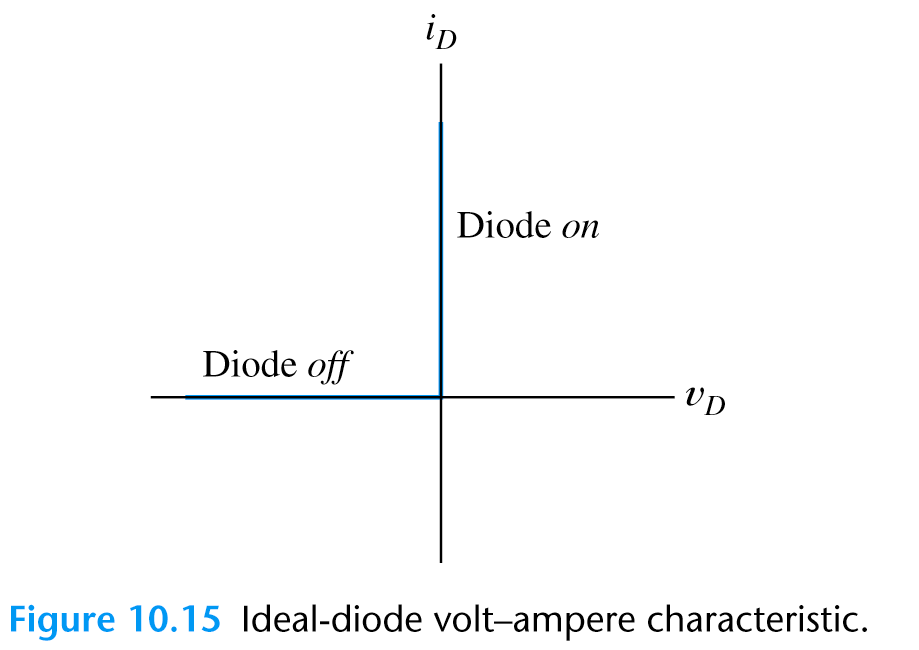 i_D
Diode on
Diode off
v_D
Figure 10.15 Ideal-diode volt–ampere characteristic.